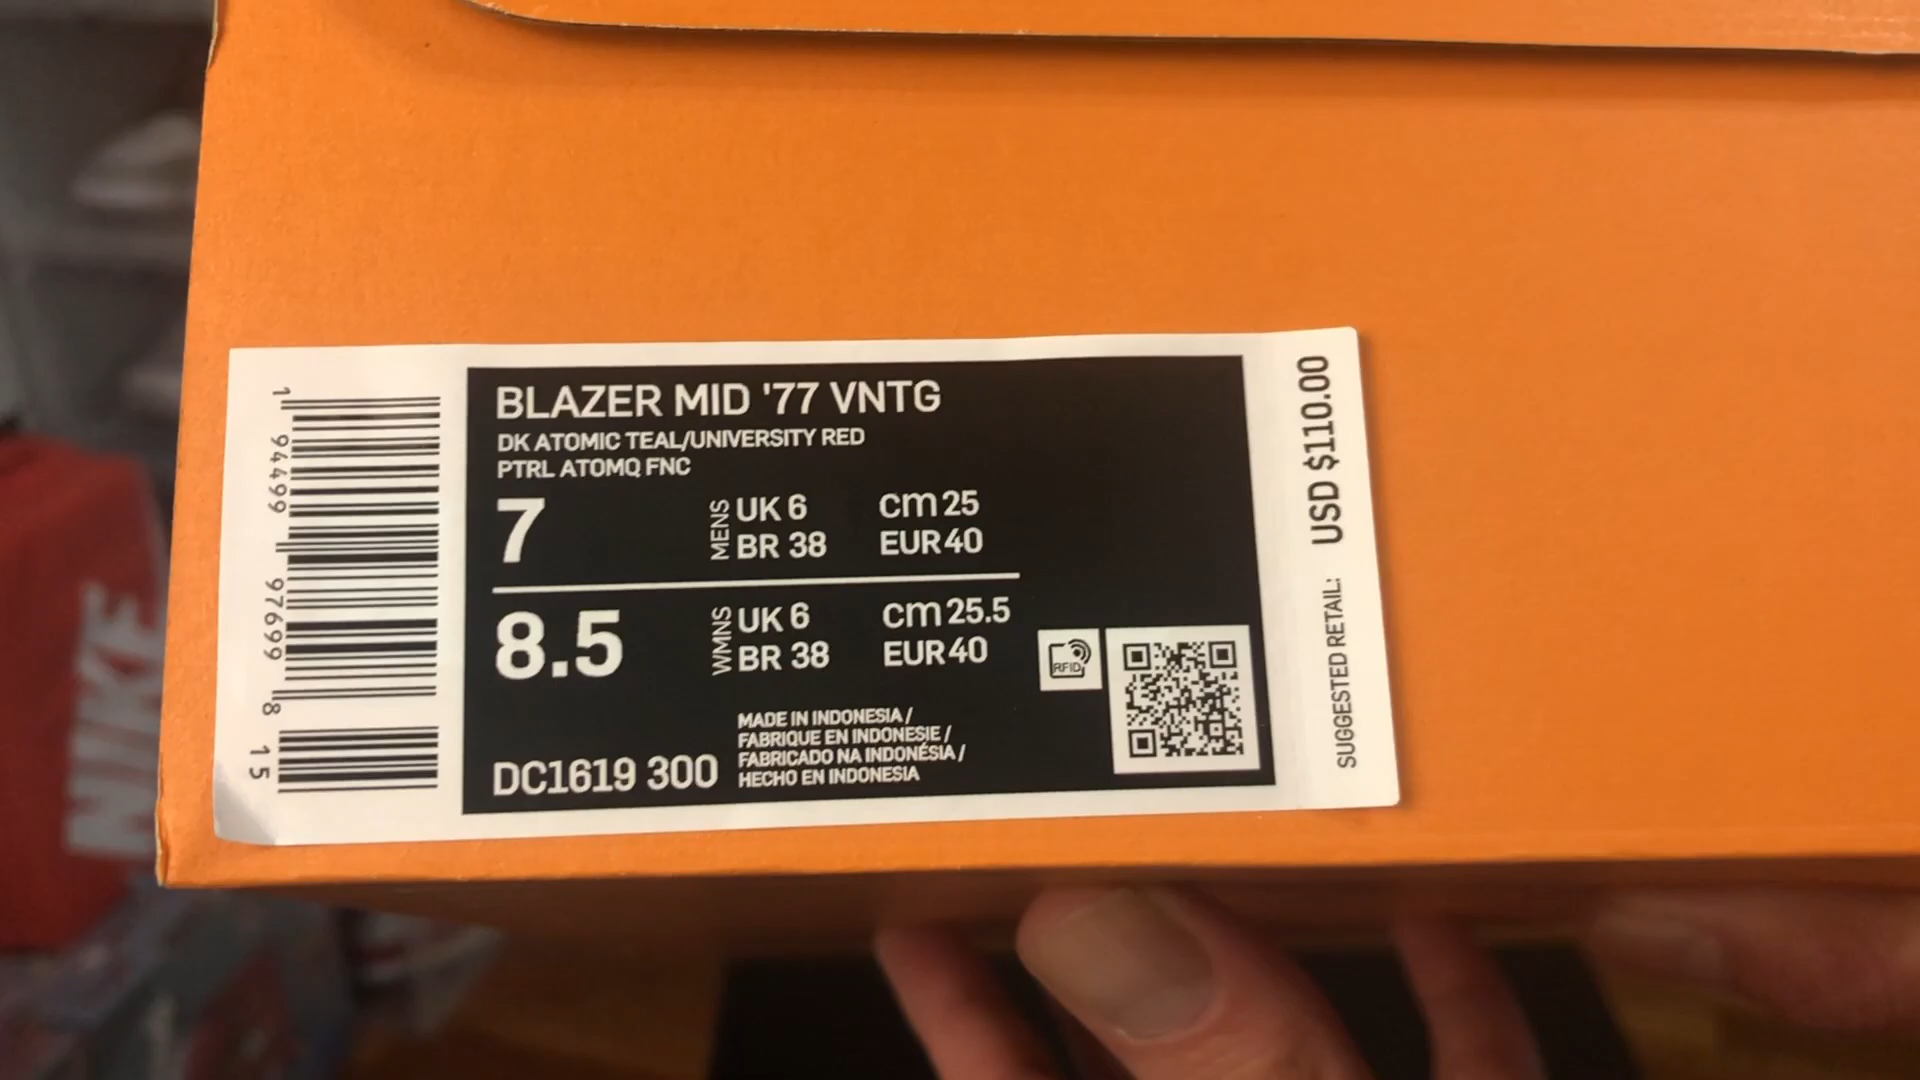 BLAZER MID '77 VNTG
DK ATOMIC TEAL/UNIVERSITY RED
PTRL ATOMQ FNC
7
MENS
UK 6
cm 25
BR 38
EUR 40
8.5
WMNS
UK 6
cm 25.5
BR 38
EUR 40
DC1619 300
MADE IN INDONESIA /
FABRIQUE EN INDONESIE /
FABRICADO NA INDONÉSIA /
HECHO EN INDONESIA
RFID
SUGGESTED RETAIL: USD $110.00
1 94499 97699 8 15
NIKE